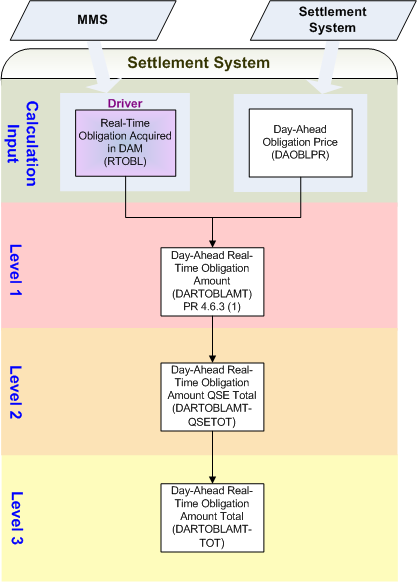 MMS
Settlement
System
Settlement System
Calculation
Input
Driver
Real-Time
Obligation Acquired
in DAM
(RTOBL)
Day-Ahead
Obligation Price
(DAOBLPR)
Level 1
Day-Ahead Real-
Time Obligation
Amount
(DARTOBLAMT)
PR 4.6.3 (1)
Level 2
Day-Ahead Real-
Time Obligation
Amount QSE Total
(DARTOBLAMT-
QSETOT)
Level 3
Day-Ahead Real-
Time Obligation
Amount Total
(DARTOBLAMT-
TOT)